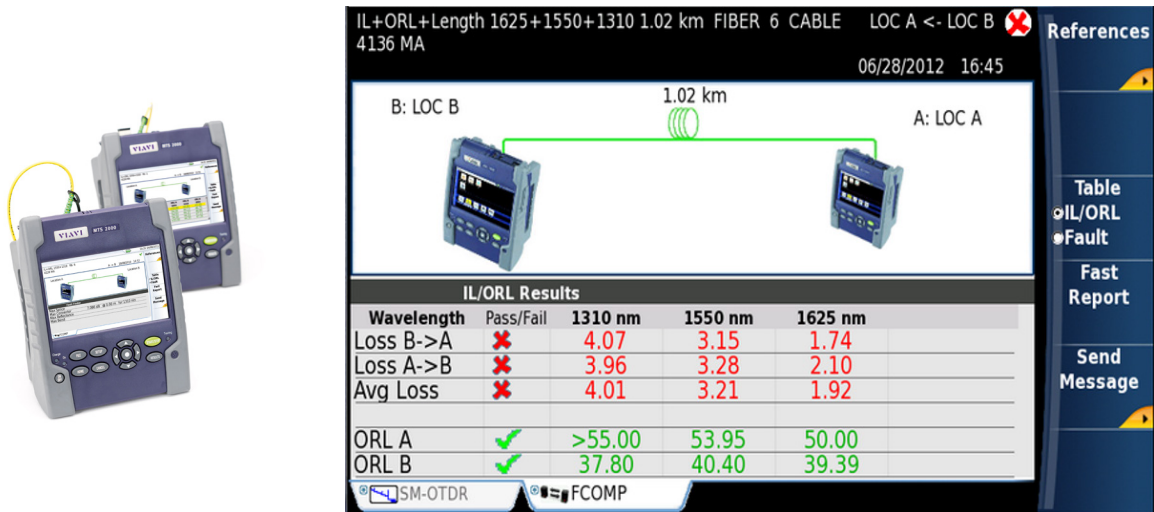 VIAVI MTS 2000
VIAVI MTS 2000
IL+ORL+Length 1625+1550+1310 1.02 km FIBER 6 CABLE LOC A <- LOC B
4136 MA
06/28/2012 16:45
B: LOC B
1.02 km
A: LOC A
IL/ORL Results
Wavelength Pass/Fail 1310 nm 1550 nm 1625 nm
Loss B->A 4.07 3.15 1.74
Loss A->B 3.96 3.28 2.10
Avg Loss 4.01 3.21 1.92
ORL A >55.00 53.95 50.00
ORL B 37.80 40.40 39.39
SM-OTDR FCOMP
References
Table
IL/ORL
Fault
Fast
Report
Send
Message